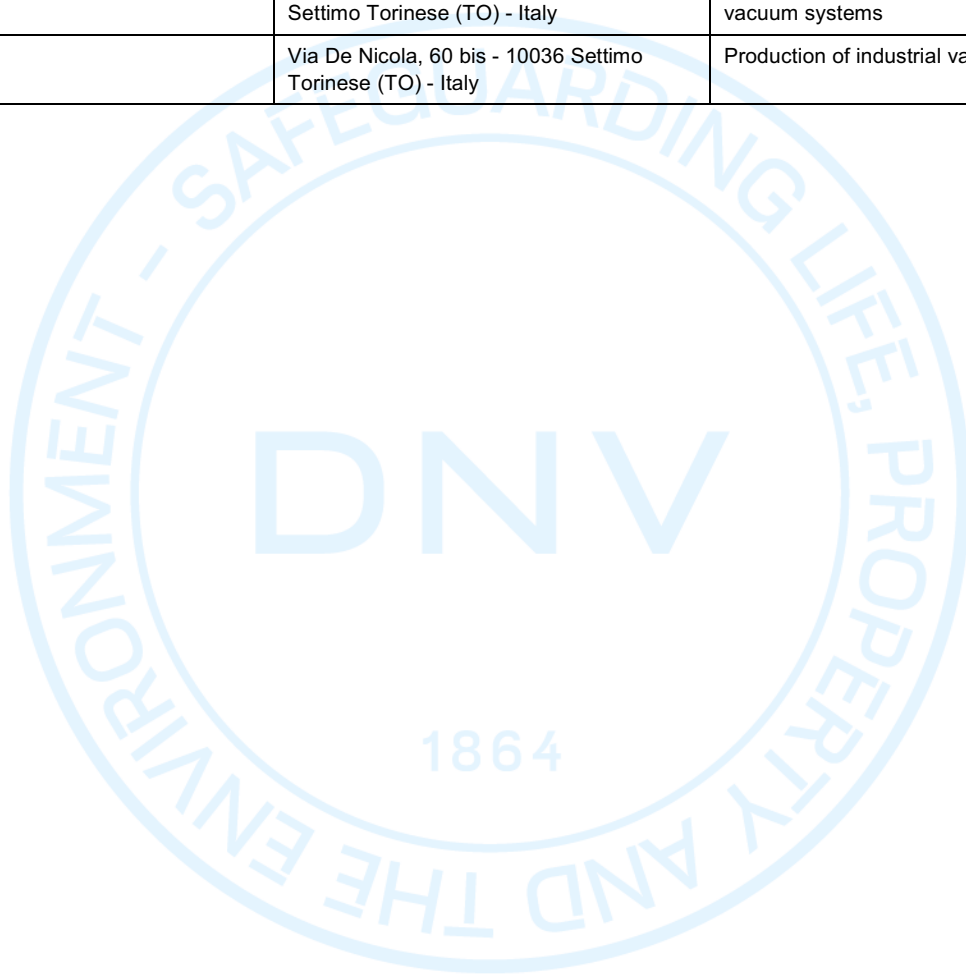 Settimo Torinese (TO) - Italy
vacuum systems
Via De Nicola, 60 bis - 10036 Settimo
Torinese (TO) - Italy
Production of industrial
SAFEGUARDING LIFE, PROPERTY AND THE ENVIRONMENT -
DNV
1864